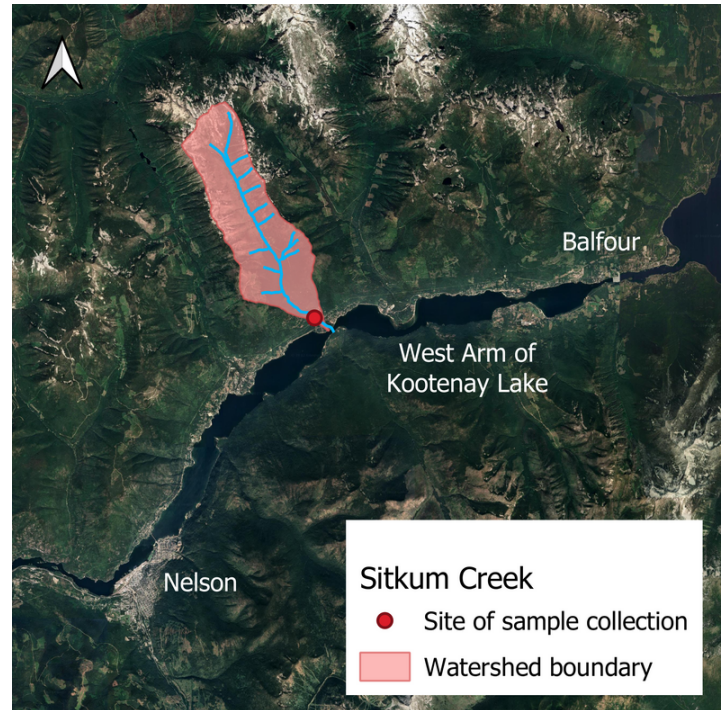 Balfour
West Arm of
Kootenay Lake
Nelson
Sitkum Creek
Site of sample collection
Watershed boundary